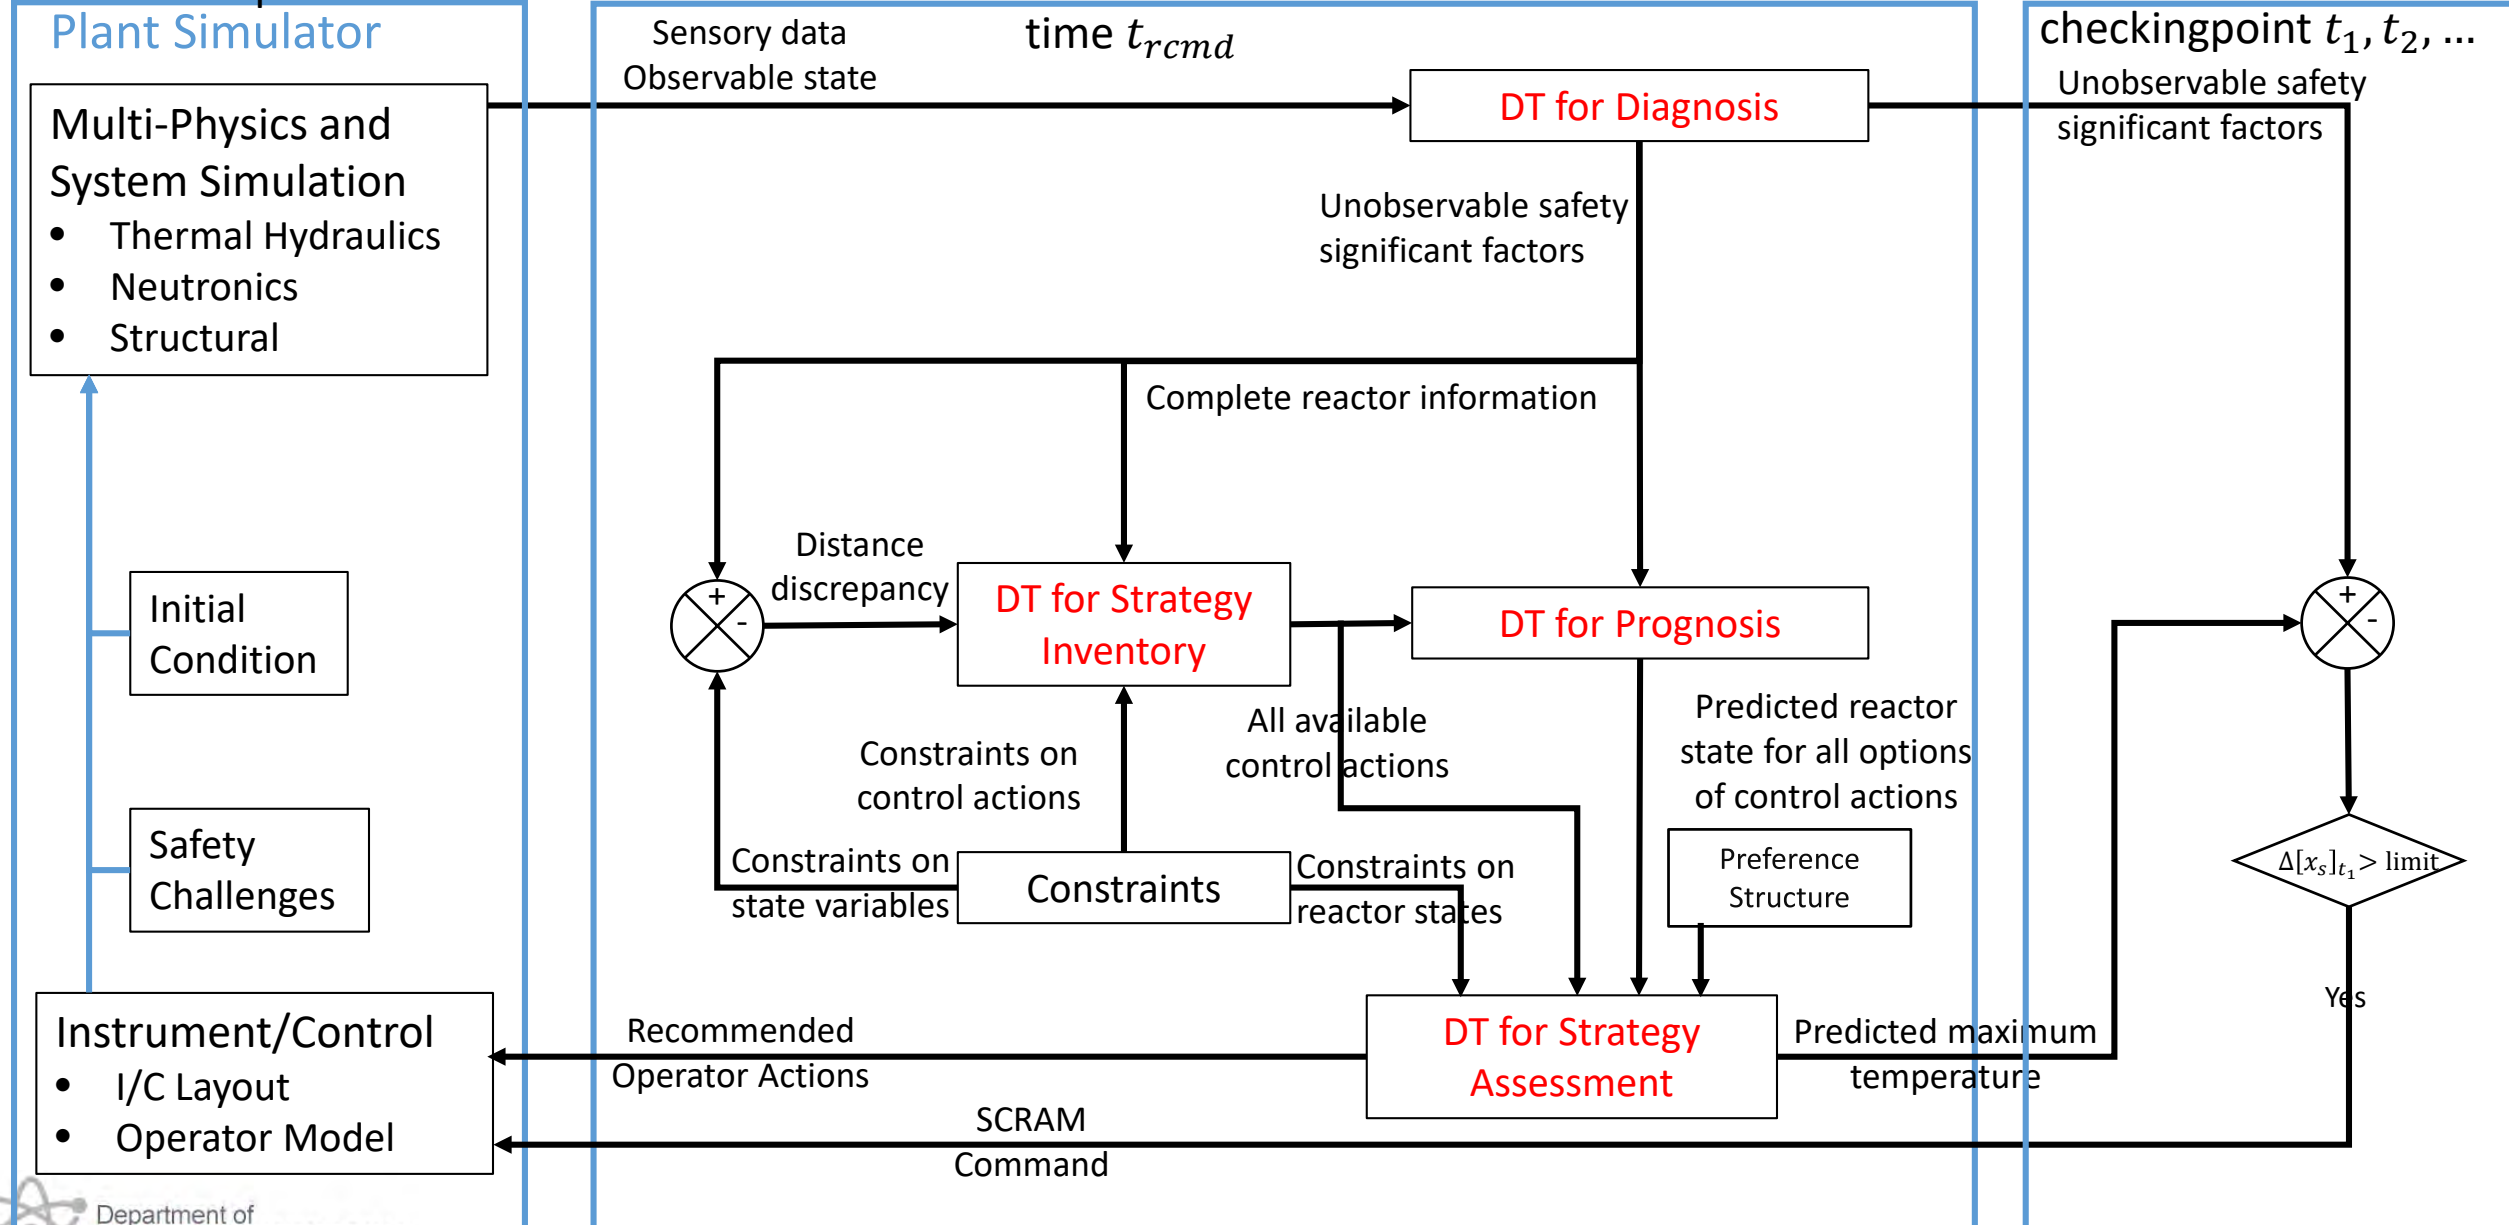 Plant Simulator
Multi-Physics and
System Simulation
• Thermal Hydraulics
• Neutronics
• Structural
Initial
Condition
Safety
Challenges
Instrument/Control
• I/C Layout
• Operator Model
Department of
time t_rcmd
Sensory data
Observable state
DT for Diagnosis
Unobservable safety
significant factors
Complete reactor information
Distance
discrepancy
+
-
DT for Strategy
Inventory
DT for Prognosis
All available
control actions
Predicted reactor
state for all options
of control actions
Constraints on
control actions
Constraints on
state variables
Constraints
Constraints on
reactor states
Preference
Structure
DT for Strategy
Assessment
Recommended
Operator Actions
Predicted maximum
temperature
SCRAM
Command
checkingpoint t₁, t₂, ...
Unobservable safety
significant factors
+
-
Δ[x_s]_t₁ > limit
Yes